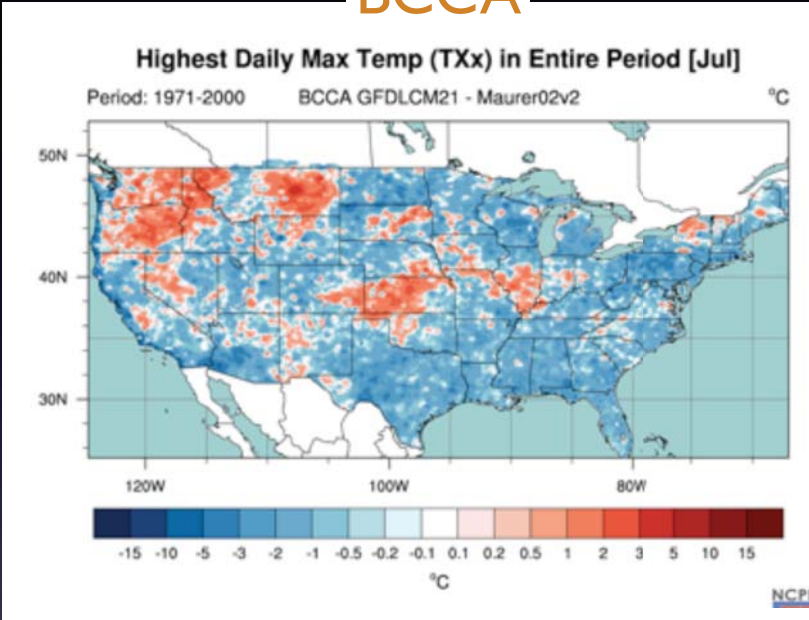 BCCA
Highest Daily Max Temp (TXx) in Entire Period [Jul]
Period: 1971-2000 BCCA GFDLCM21 - Maurer02v2 °C
50N
40N
30N
120W 100W 80W
-15 -10 -5 -3 -2 -1 -0.5 -0.2 -0.1 0.1 0.2 0.5 1 2 3 5 10 15
°C